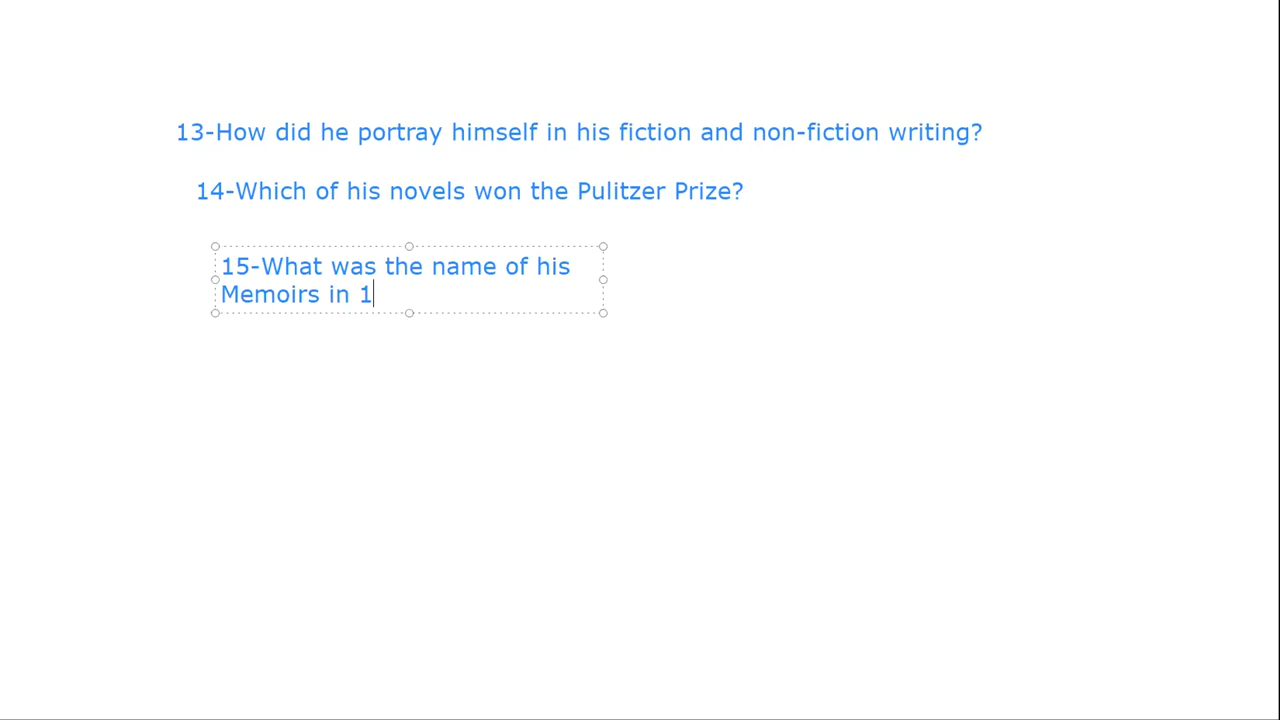 13-How did he portray himself in his fiction and non-fiction writing?
14-Which of his novels won the Pulitzer Prize?
15-What was the name of his
Memoirs in 1